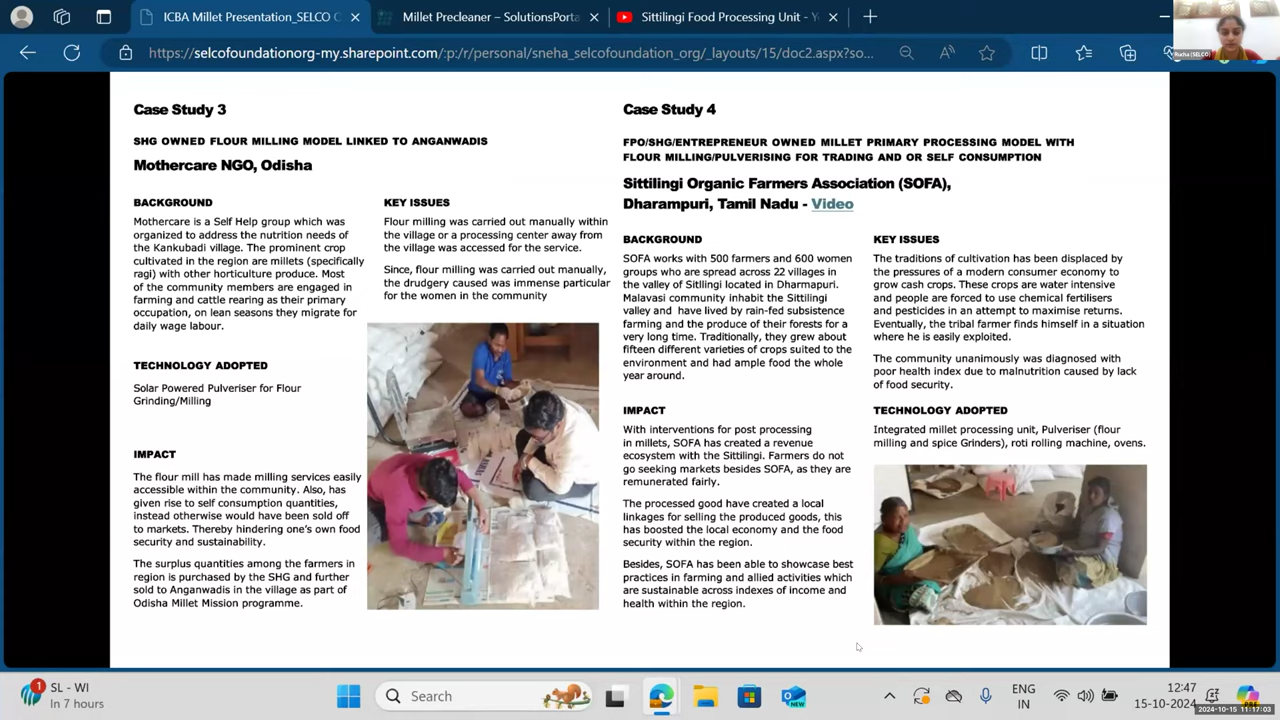 ICBA Millet Presentation_SELCO
Millet Precleaner – SolutionsPorta
Sittilingi Food Processing Unit - Y
https://selcofoundationorg-my.sharepoint.com/:p:/r/personal/sneha_selcofoundation_org/_layouts/15/doc2.aspx?so...
Rucha (SELCO)
Case Study 3
SHG OWNED FLOUR MILLING MODEL LINKED TO ANGANWADIS
Mothercare NGO, Odisha
BACKGROUND
Mothercare is a Self Help group which was
organized to address the nutrition needs of
the Kankubadi village. The prominent crop
cultivated in the region are millets (specifically
ragi) with other horticulture produce. Most
of the community members are engaged in
farming and cattle rearing as their primary
occupation, on lean seasons they migrate for
daily wage labour.
TECHNOLOGY ADOPTED
Solar Powered Pulveriser for Flour
Grinding/Milling
IMPACT
The flour mill has made milling services easily
accessible within the community. Also, has
given rise to self consumption quantities,
instead otherwise would have been sold off
to markets. Thereby hindering one's own food
security and sustainability.
The surplus quantities among the farmers in
region is purchased by the SHG and further
sold to Anganwadis in the village as part of
Odisha Millet Mission programme.
KEY ISSUES
Flour milling was carried out manually within
the village or a processing center away from
the village was accessed for the service.
Since, flour milling was carried out manually,
the drudgery caused was immense particular
for the women in the community
Case Study 4
FPO/SHG/ENTREPRENEUR OWNED MILLET PRIMARY PROCESSING MODEL WITH
FLOUR MILLING/PULVERISING FOR TRADING AND OR SELF CONSUMPTION
Sittilingi Organic Farmers Association (SOFA),
Dharampuri, Tamil Nadu - Video
BACKGROUND
SOFA works with 500 farmers and 600 women
groups who are spread across 22 villages in
the valley of Sitllingi located in Dharmapuri.
Malavasi community inhabit the Sittilingi
valley and have lived by rain-fed subsistence
farming and the produce of their forests for a
very long time. Traditionally, they grew about
fifteen different varieties of crops suited to the
environment and had ample food the whole
year around.
IMPACT
With interventions for post processing
in millets, SOFA has created a revenue
ecosystem with the Sittilingi. Farmers do not
go seeking markets besides SOFA, as they are
remunerated fairly.
The processed good have created a local
linkages for selling the produced goods, this
has boosted the local economy and the food
security within the region.
Besides, SOFA has been able to showcase best
practices in farming and allied activities which
are sustainable across indexes of income and
health within the region.
KEY ISSUES
The traditions of cultivation has been displaced by
the pressures of a modern consumer economy to
grow cash crops. These crops are water intensive
and people are forced to use chemical fertilisers
and pesticides in an attempt to maximise returns.
Eventually, the tribal farmer finds himself in a situation
where he is easily exploited.
The community unanimously was diagnosed with
poor health index due to malnutrition caused by lack
of food security.
TECHNOLOGY ADOPTED
Integrated millet processing unit, Pulveriser (flour
milling and spice Grinders), roti rolling machine, ovens.
1
SL - WI
In 7 hours
Search
NEW
ENG
IN
12:47
15-10-2024
PRE
2024-10-15 11:17:03